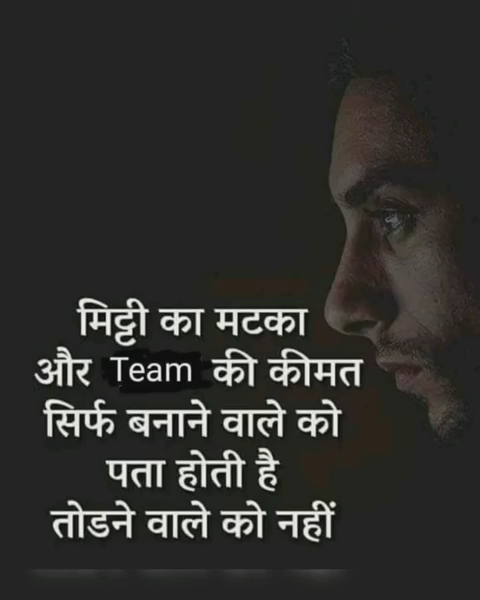 मिट्टी का मटका
और Team की कीमत
सिर्फ बनाने वाले को
पता होती है
तोडने वाले को नहीं